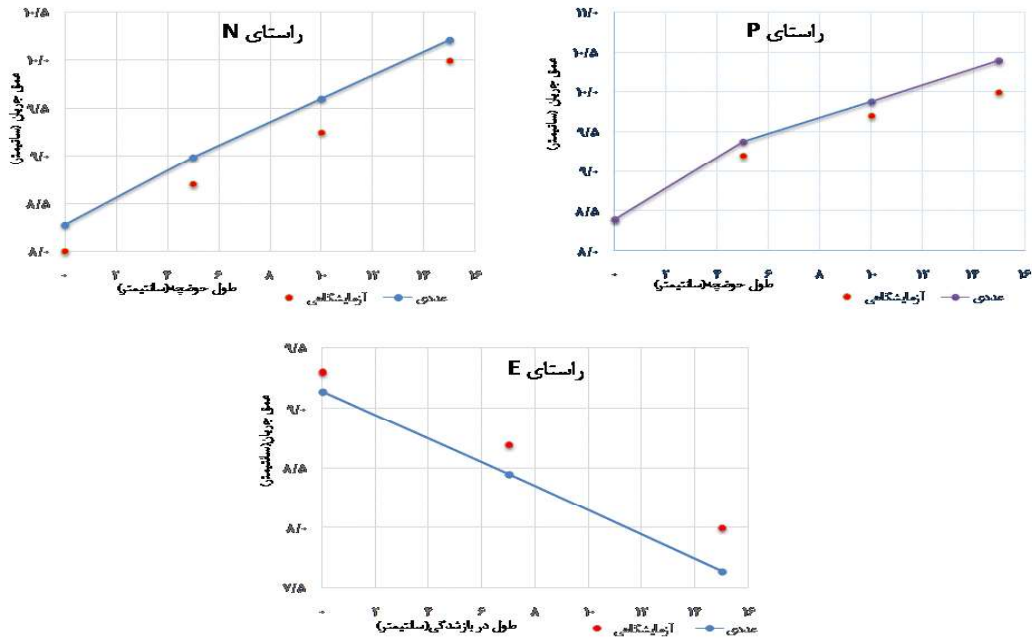 راستای N
عمق جریان (سانتیمتر)
۱۰/۵
۱۰/۰
۹/۵
۹/۰
۸/۵
۸/۰
۰ ۲ ۴ ۶ ۸ ۱۰ ۱۲ ۱۴ ۱۶
طول حوضچه(سانتیمتر)
آزمایشگاهی عددی
راستای P
عمق جریان (سانتیمتر)
۱۱/۰
۱۰/۵
۱۰/۰
۹/۵
۹/۰
۸/۵
۸/۰
۰ ۲ ۴ ۶ ۸ ۱۰ ۱۲ ۱۴ ۱۶
طول حوضچه(سانتیمتر)
آزمایشگاهی عددی
راستای E
عمق جریان(سانتیمتر)
۹/۵
۹/۰
۸/۵
۸/۰
۷/۵
۰ ۲ ۴ ۶ ۸ ۱۰ ۱۲ ۱۴ ۱۶
طول در بازشدگی(سانتیمتر)
آزمایشگاهی عددی